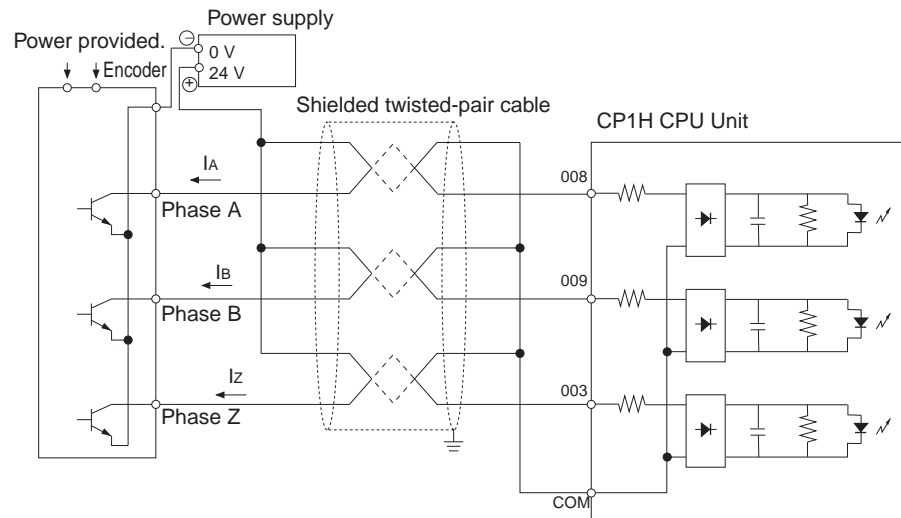 Power supply
Power provided.
0 V
24 V
Encoder
Shielded twisted-pair cable
CP1H CPU Unit
IA
008
Phase A
IB
009
Phase B
IZ
003
Phase Z
COM